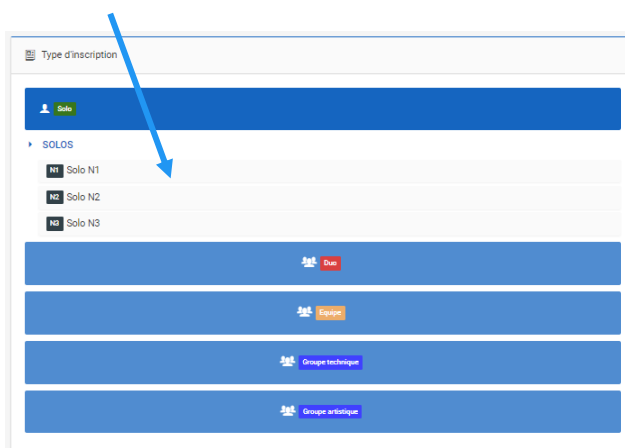 Type d'inscription
Solo
SOLOS
N1 Solo N1
N2 Solo N2
N3 Solo N3
Duo
Equipe
Groupe technique
Groupe artistique